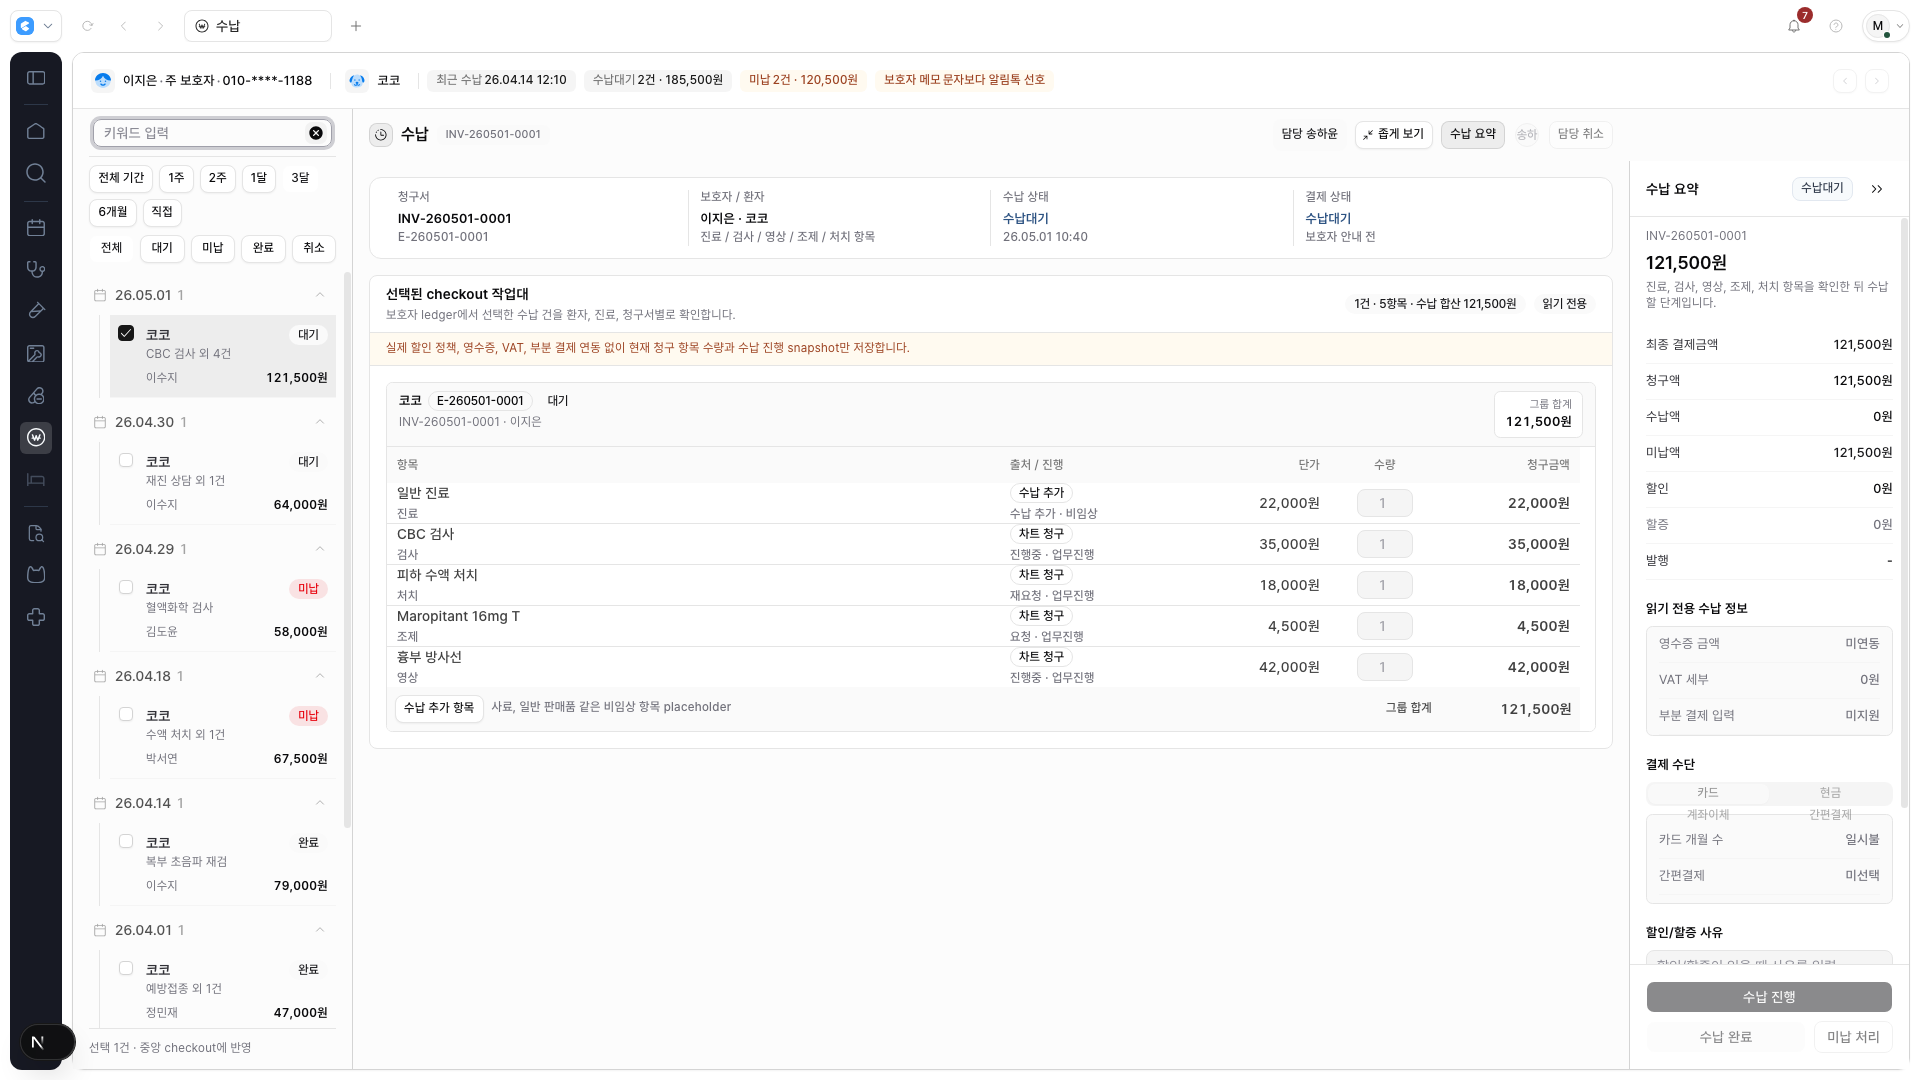 수납
7
M
이지은 · 주 보호자 · 010-****-1188
코코
최근 수납 26.04.14 12:10
수납대기 2건 · 185,500원
미납 2건 · 120,500원
보호자 메모 문자보다 알림톡 선호
키워드 입력
전체 기간
1주
2주
1달
3달
6개월
직접
전체
대기
미납
완료
취소
26.05.01 1
코코
대기
CBC 검사 외 4건
이수지
121,500원
26.04.30 1
코코
대기
재진 상담 외 1건
이수지
64,000원
26.04.29 1
코코
미납
혈액화학 검사
김도윤
58,000원
26.04.18 1
코코
미납
수액 처치 외 1건
박서연
67,500원
26.04.14 1
코코
완료
복부 초음파 재검
이수지
79,000원
26.04.01 1
코코
완료
예방접종 외 1건
정민재
47,000원
선택 1건 · 중앙 checkout에 반영
N
수납
INV-260501-0001
담당 송하윤
좁게 보기
수납 요약
송하
담당 취소
청구서
INV-260501-0001
E-260501-0001
보호자 / 환자
이지은 · 코코
진료 / 검사 / 영상 / 조제 / 처치 항목
수납 상태
수납대기
26.05.01 10:40
결제 상태
수납대기
보호자 안내 전
선택된 checkout 작업대
보호자 ledger에서 선택한 수납 건을 환자, 진료, 청구서별로 확인합니다.
1건 · 5항목 · 수납 합산 121,500원
읽기 전용
실제 할인 정책, 영수증, VAT, 부분 결제 연동 없이 현재 청구 항목 수량과 수납 진행 snapshot만 저장합니다.
코코
E-260501-0001
대기
INV-260501-0001 · 이지은
그룹 합계
121,500원
항목
출처 / 진행
단가
수량
청구금액
일반 진료
진료
수납 추가
수납 추가 · 비임상
22,000원
1
22,000원
CBC 검사
검사
차트 청구
진행중 · 업무진행
35,000원
1
35,000원
피하 수액 처치
처치
차트 청구
재요청 · 업무진행
18,000원
1
18,000원
Maropitant 16mg T
조제
차트 청구
요청 · 업무진행
4,500원
1
4,500원
흉부 방사선
영상
차트 청구
진행중 · 업무진행
42,000원
1
42,000원
수납 추가 항목
사료, 일반 판매품 같은 비임상 항목 placeholder
그룹 합계
121,500원
수납 요약
수납대기
INV-260501-0001
121,500원
진료, 검사, 영상, 조제, 처치 항목을 확인한 뒤 수납
할 단계입니다.
최종 결제금액
121,500원
청구액
121,500원
수납액
0원
미납액
121,500원
할인
0원
할증
0원
발행
-
읽기 전용 수납 정보
영수증 금액
미연동
VAT 세부
0원
부분 결제 입력
미지원
결제 수단
카드
현금
계좌이체
간편결제
카드 개월 수
일시불
간편결제
미선택
할인/할증 사유
수납 진행
수납 완료
미납 처리